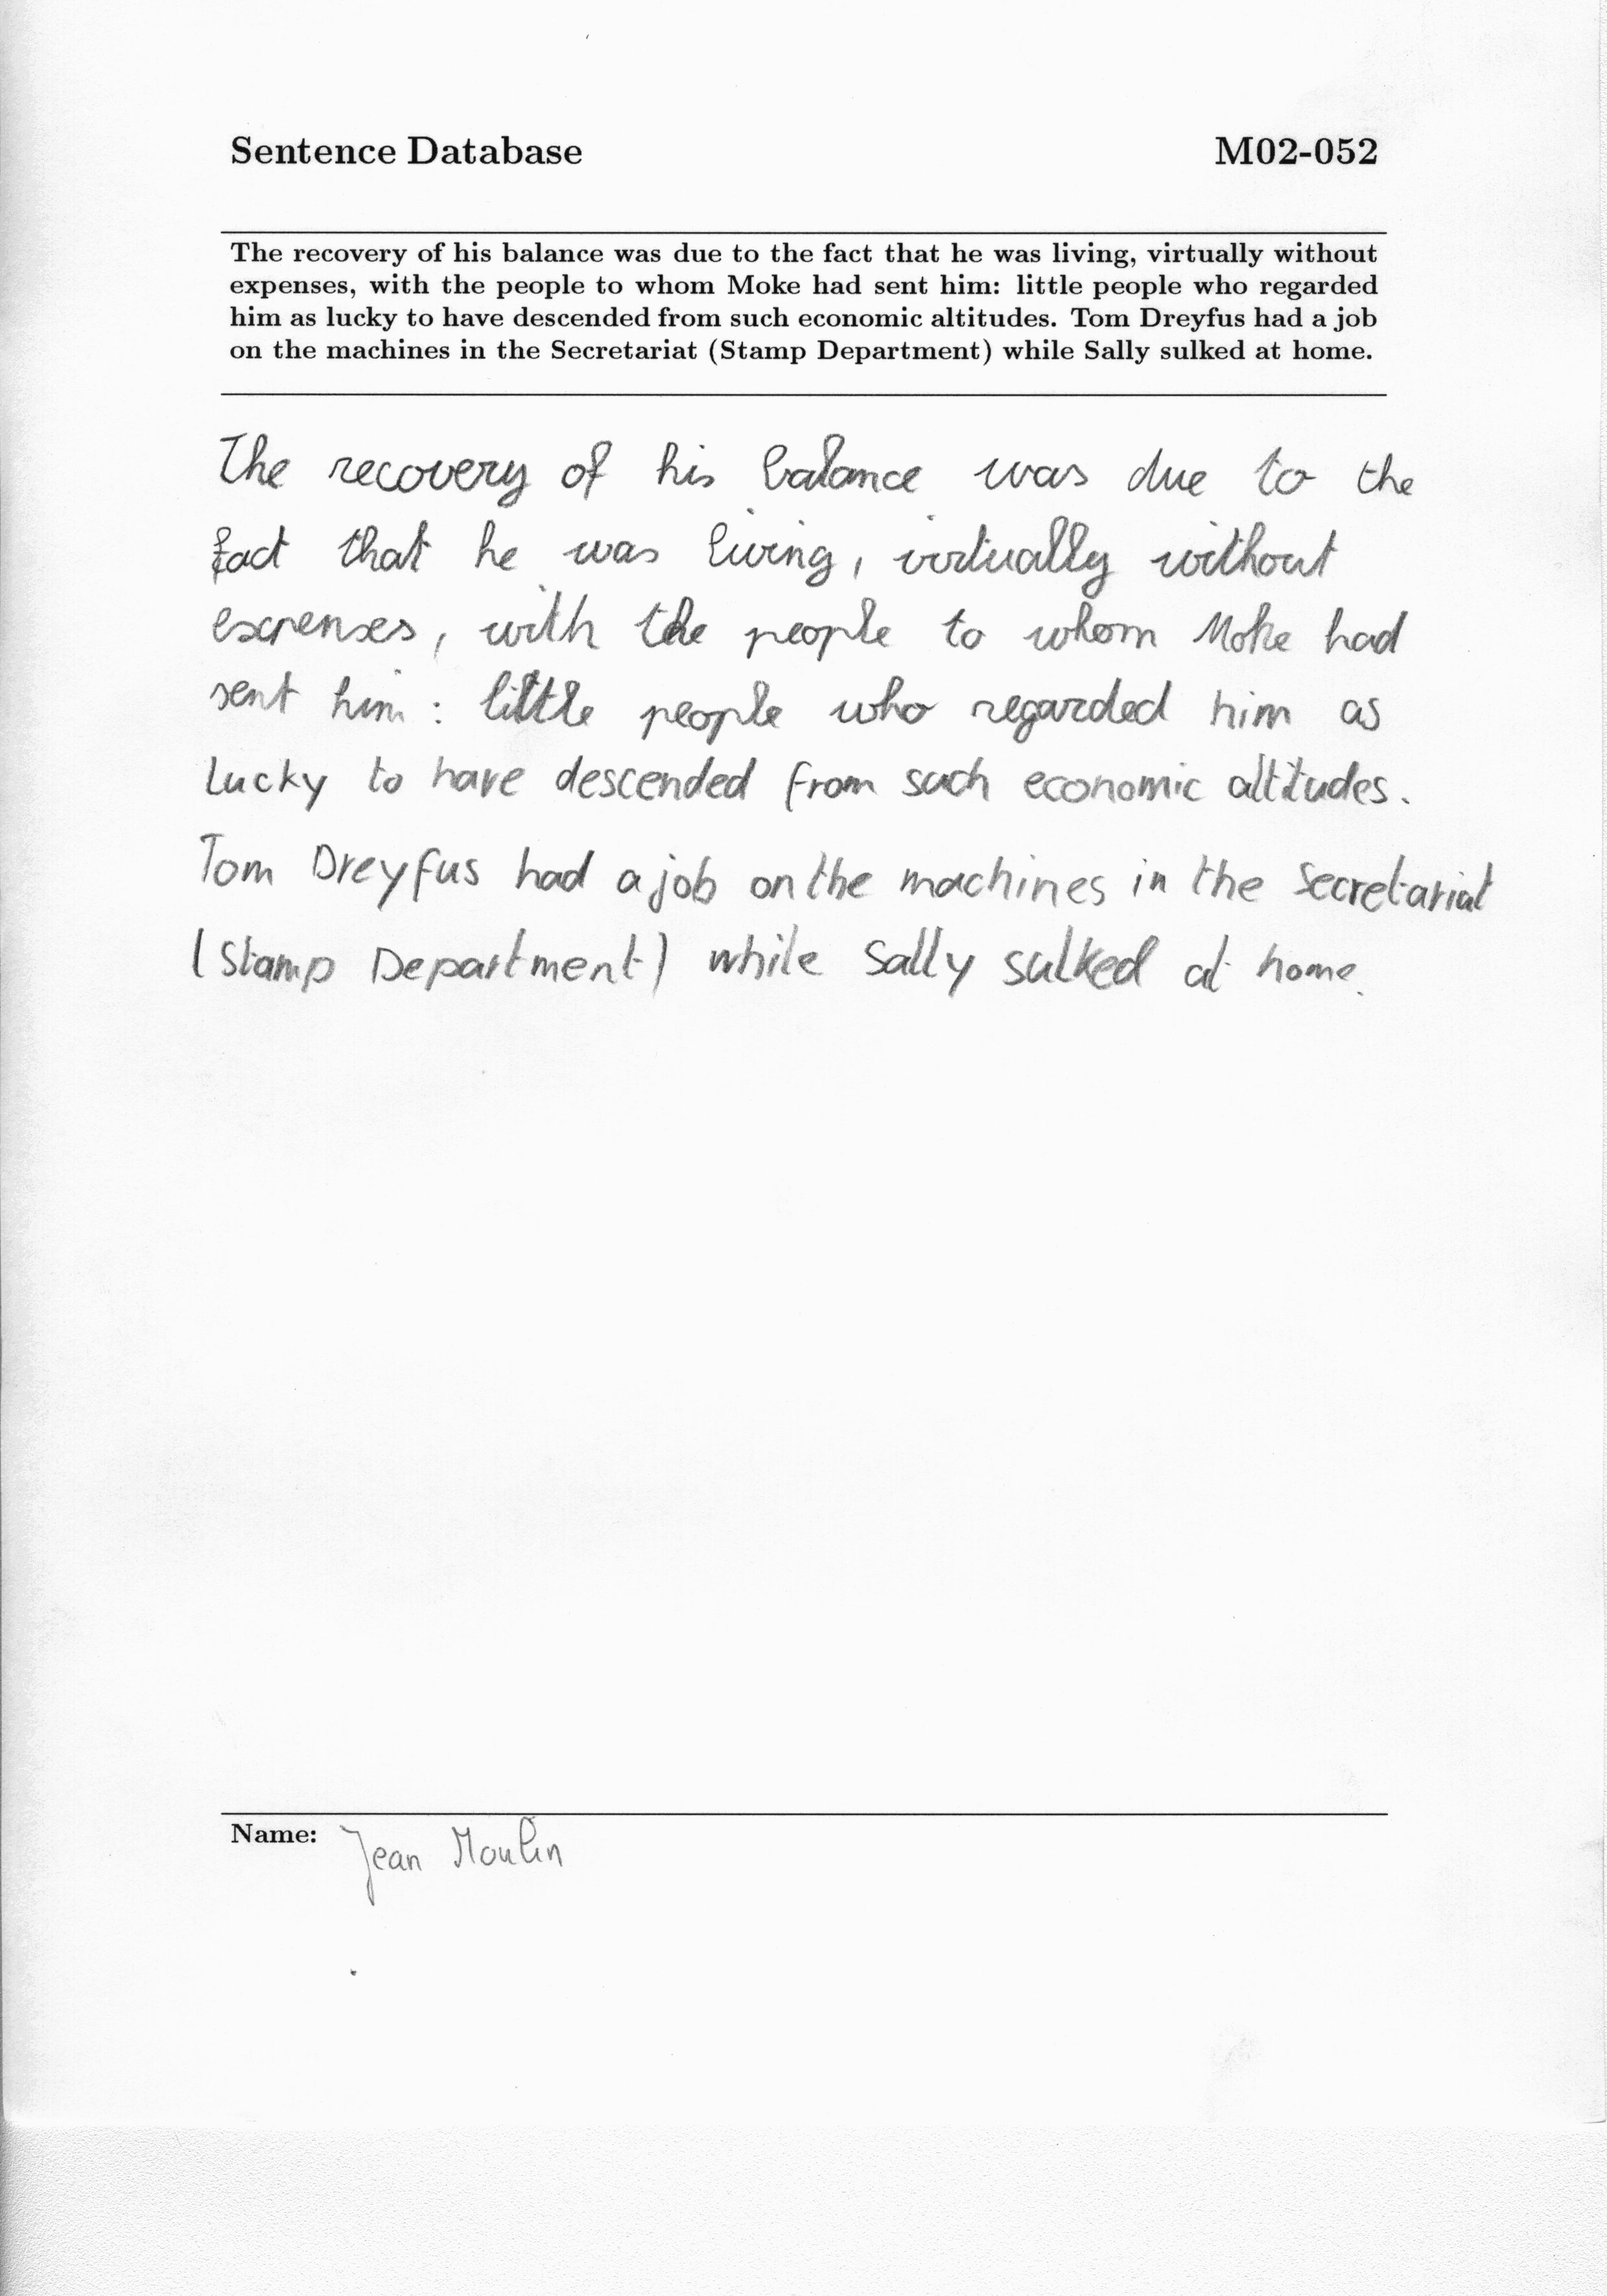 Sentence Database M02-052
The recovery of his balance was due to the fact that he was living, virtually without
expenses, with the people to whom Moke had sent him: little people who regarded
him as lucky to have descended from such economic altitudes. Tom Dreyfus had a job
on the machines in the Secretariat (Stamp Department) while Sally sulked at home.
The recovery of his balance was due to the
fact that he was living, virtually without
expenses, with the people to whom Moke had
sent him: little people who regarded him as
lucky to have descended from such economic altitudes.
Tom Dreyfus had a job on the machines in the Secretariat
(Stamp Department) while Sally sulked at home.
Name: Jean Moulin